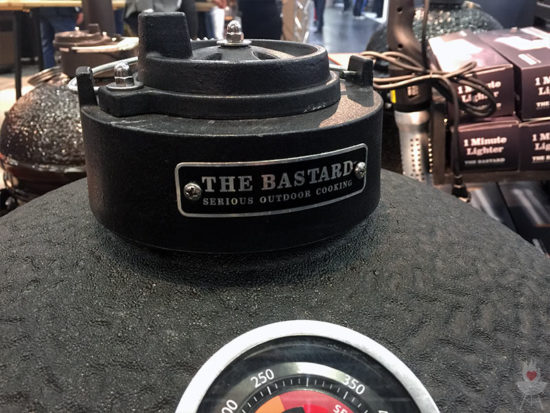 THE BASTARD
SERIOUS OUTDOOR COOKING
1 Minute
Lighter
1 Minute
Lighter
THE BASTARD
250
350